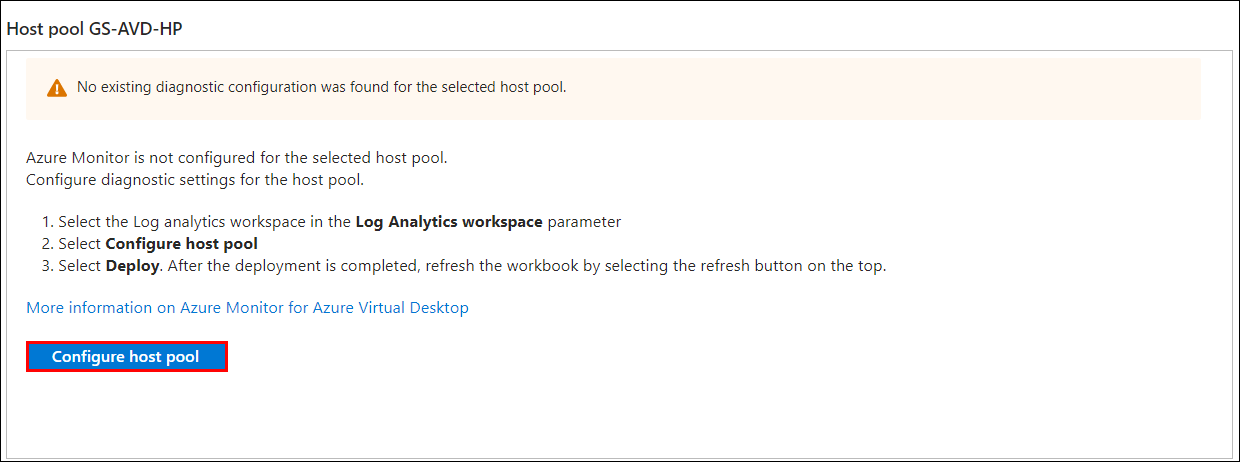 Host pool GS-AVD-HP
No existing diagnostic configuration was found for the selected host pool.
Azure Monitor is not configured for the selected host pool.
Configure diagnostic settings for the host pool.
1. Select the Log analytics workspace in the Log Analytics workspace parameter
2. Select Configure host pool
3. Select Deploy. After the deployment is completed, refresh the workbook by selecting the refresh button on the top.
More information on Azure Monitor for Azure Virtual Desktop
Configure host pool